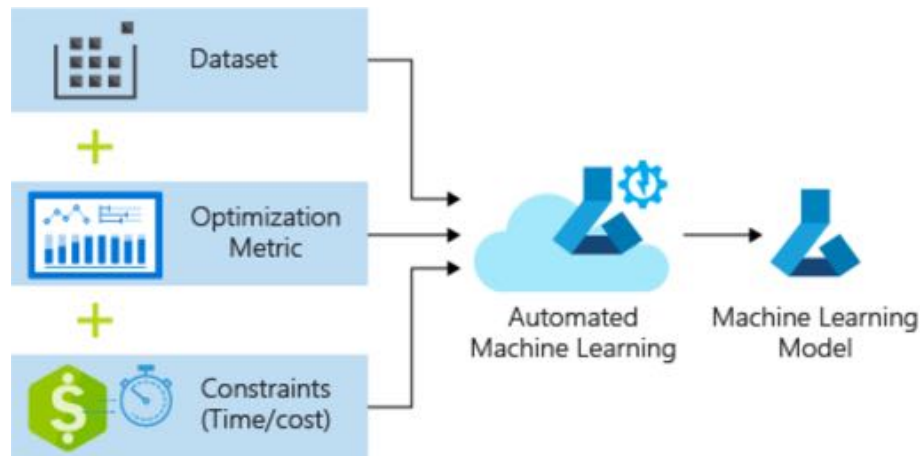 Dataset
Optimization
Metric
Constraints
(Time/cost)
Automated
Machine Learning
Machine Learning
Model